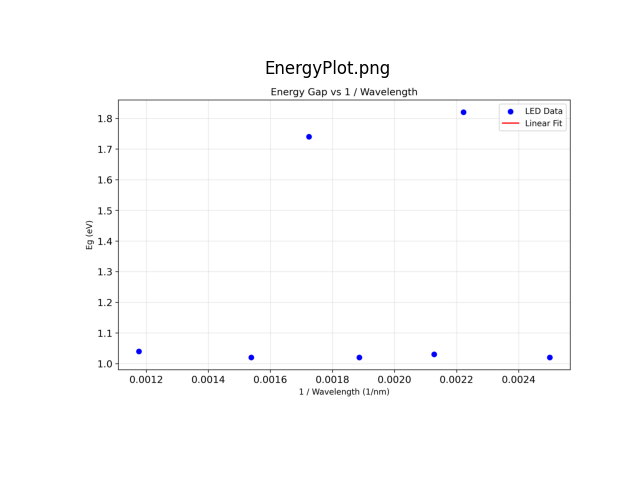 EnergyPlot.png
Energy Gap vs 1 / Wavelength
LED Data
Linear Fit
1.8
1.7
1.6
1.5
1.4
1.3
1.2
1.1
1.0
Eg (eV)
0.0012 0.0014 0.0016 0.0018 0.0020 0.0022 0.0024
1 / Wavelength (1/nm)